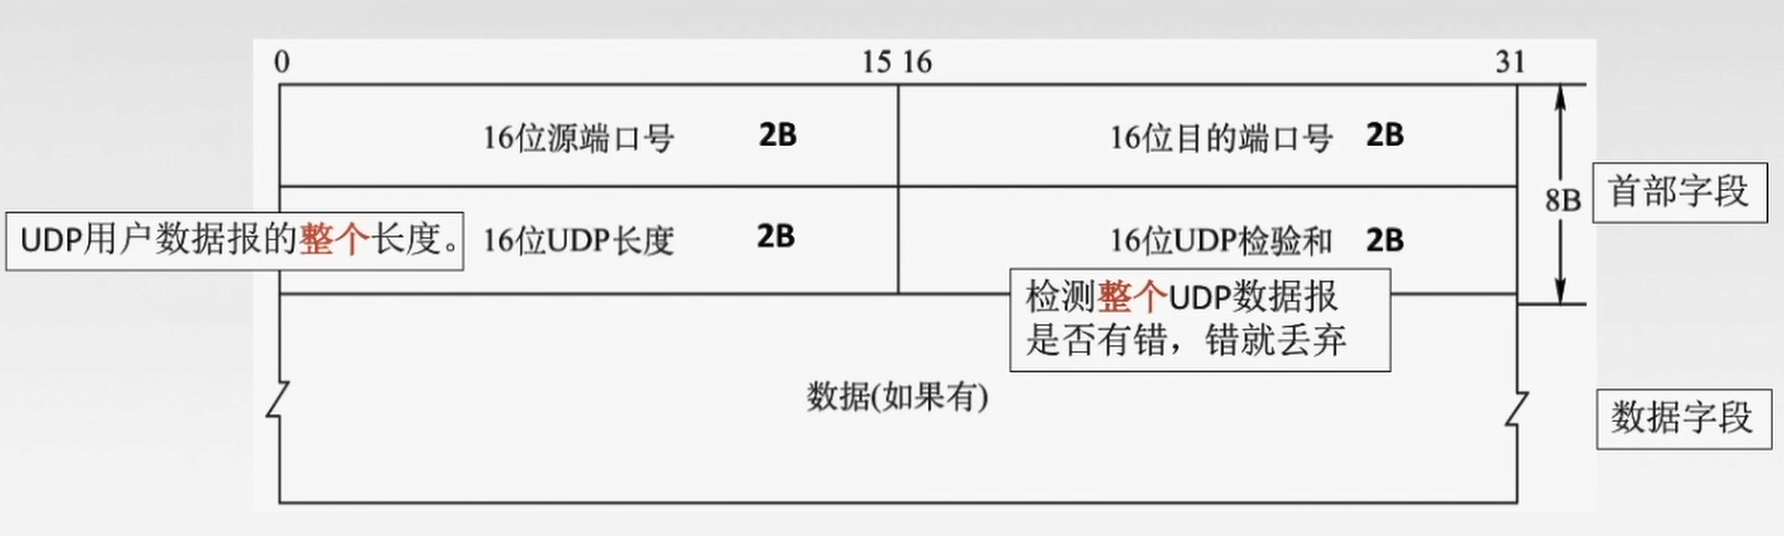 0
15 16
31
16位源端口号 2B
16位目的端口号 2B
8B
首部字段
UDP用户数据报的整个长度。
16位UDP长度 2B
16位UDP检验和 2B
检测整个UDP数据报
是否有错，错就丢弃
数据(如果有)
数据字段